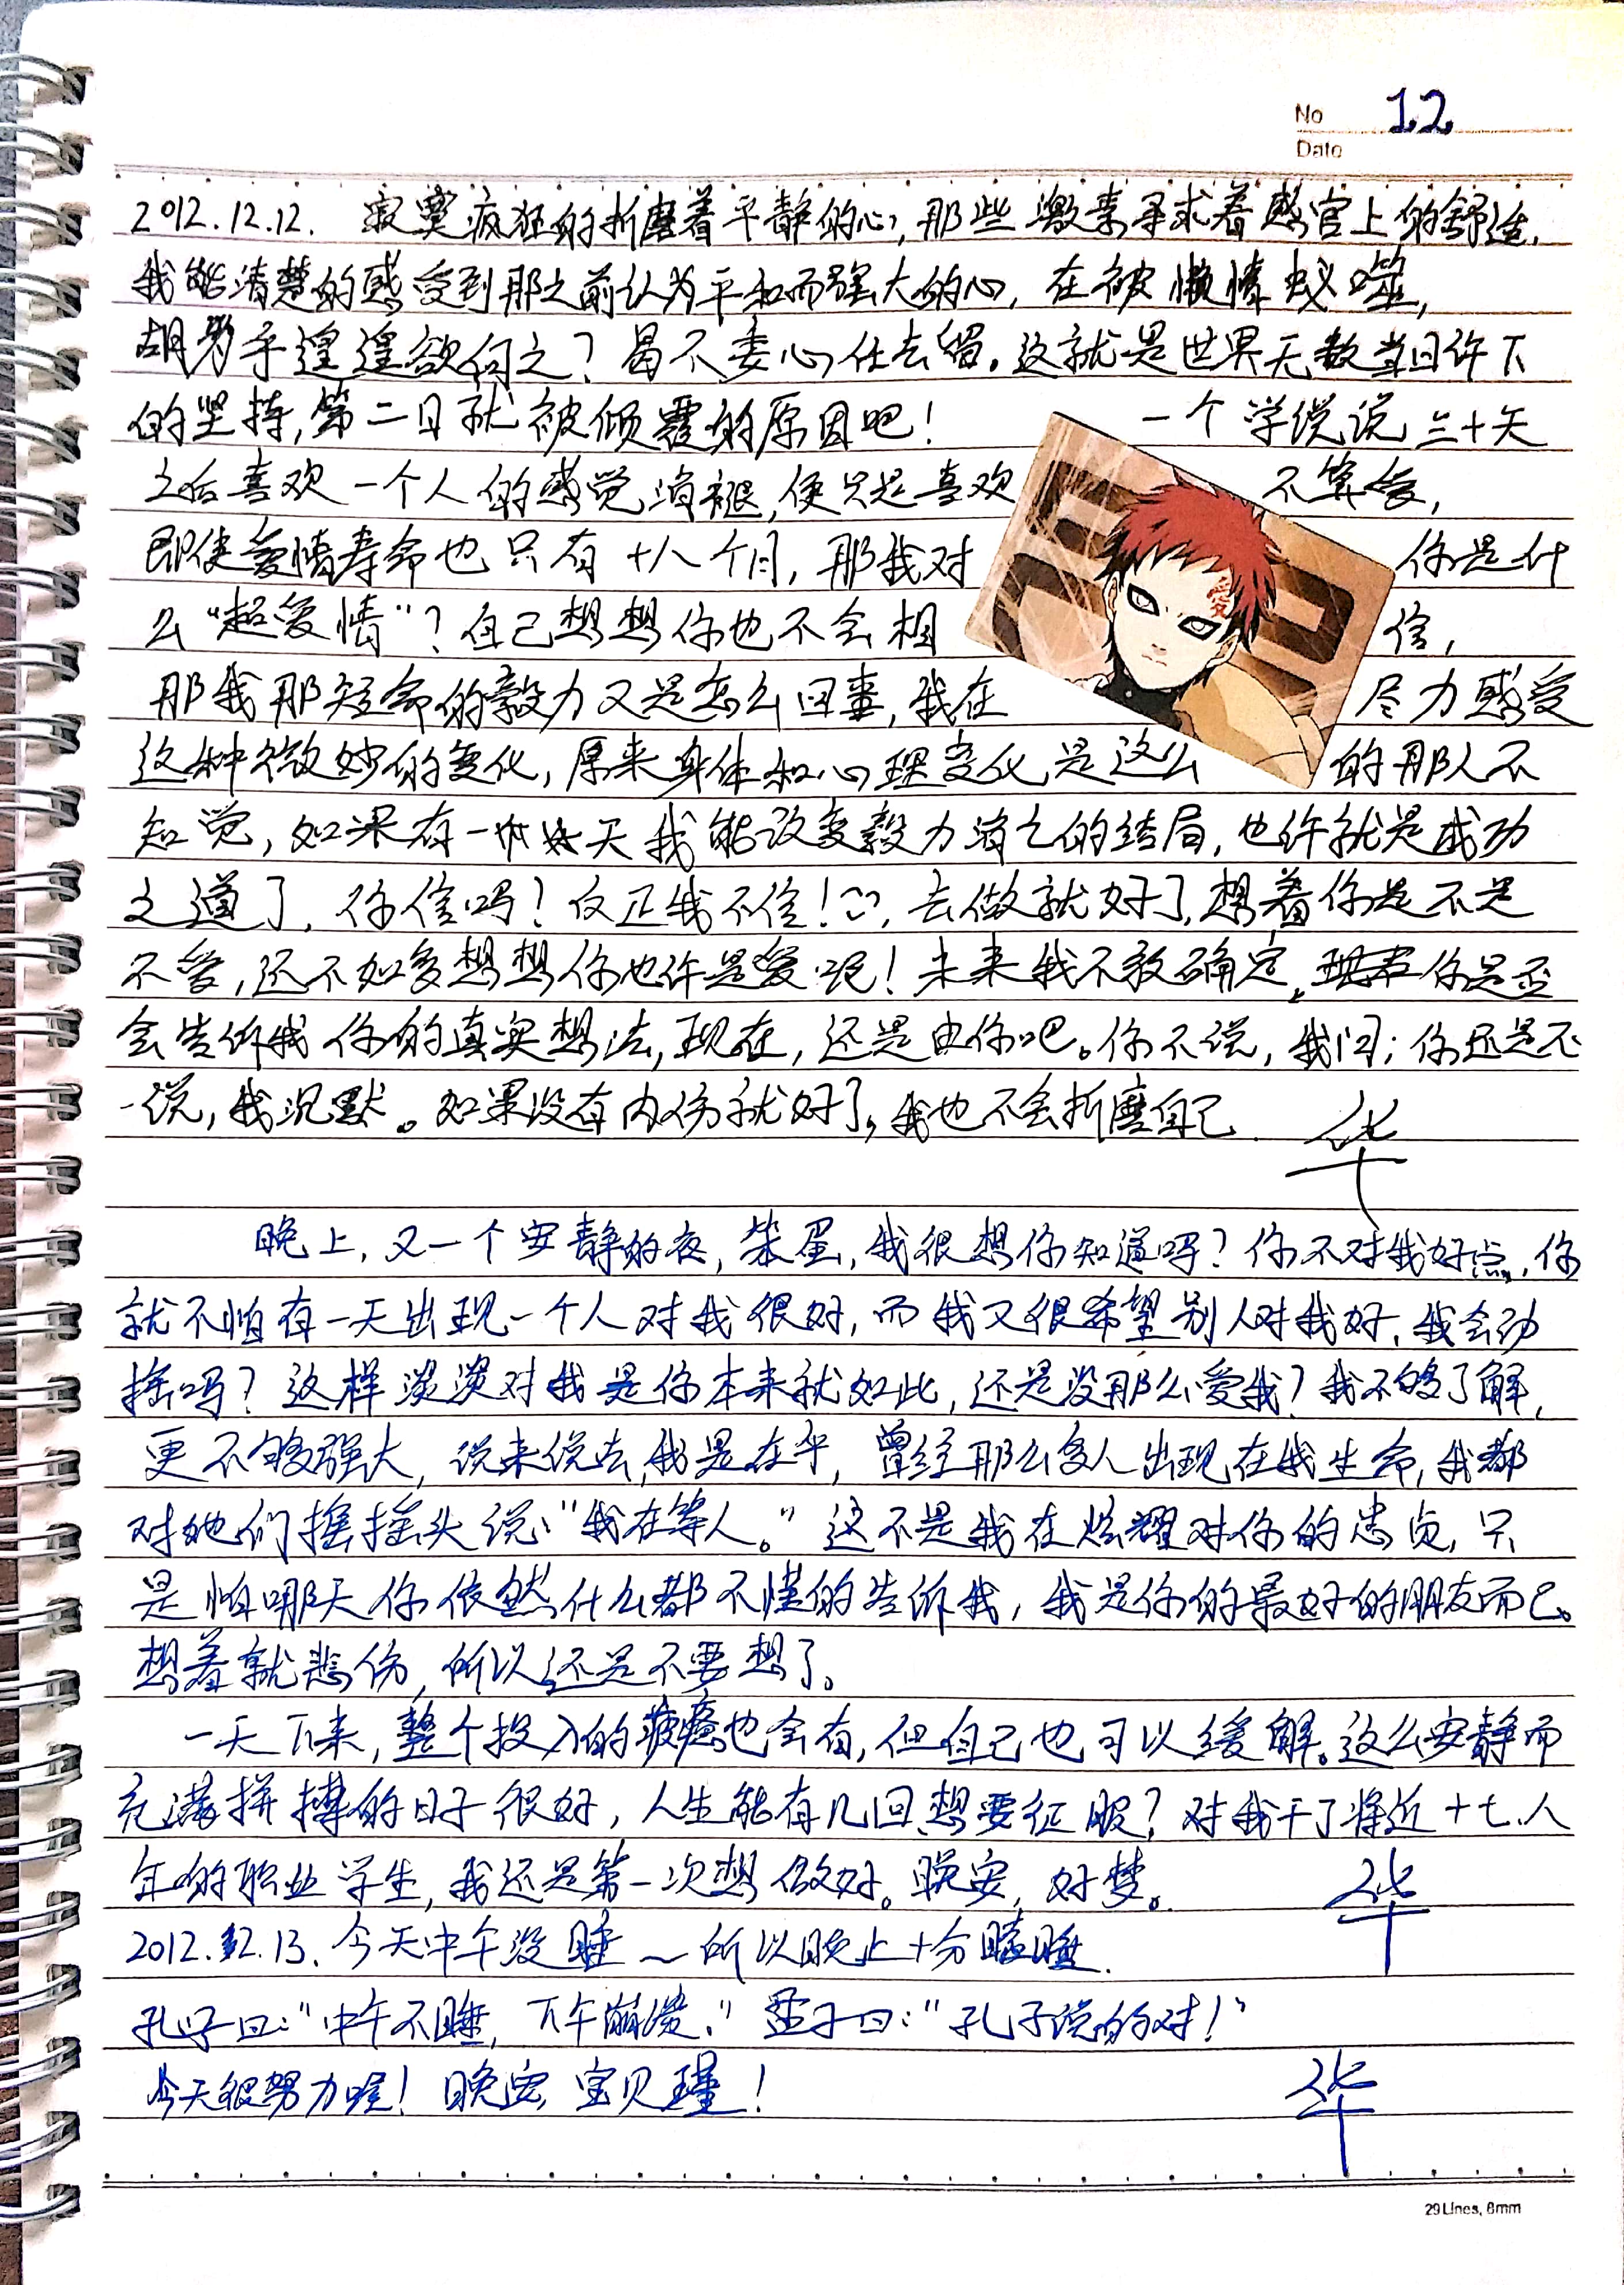 No 12
Date
2012.12.12. 寂寞疯狂的折磨着平静的心,那些激素寻求着感官上的舒适.
我能清楚的感受到那之前认为平和而强大的心,在被懒惰蚁噬,
胡为乎遑遑欲何之?曷不委心任去留。这就是世界无数当日许下
的坚持,第二日就被倾覆的原因吧! 一个学说说三十天
之后喜欢一个人的感觉消褪,便只是喜欢 不算爱,
即使爱情寿命也只有十八个月,那我对 你是什
么"超爱情"?自己想想你也不会相 信,
那我那短命的毅力又是怎么回事,我在 尽力感受
这种微妙的变化,原来身体和心理变化是这么 的那人不
知觉,如果有一天我能改变毅力消亡的结局,也许就是成功
之道了,你信吗?反正我不信!去做就好了,想着你是不是
不爱,还不如多想想你也许是爱呢!未来我不敢确定,你是否
会告诉我你的真实想法,现在,还是由你吧。你不说,我问;你还是不
说,我沉默。如果没有内伤就好了,我也不会折磨自己 华
晚上,又一个安静的夜,笨蛋,我很想你知道吗?你不对我好点,你
就不怕有一天出现一个人对我很好,而我又很希望别人对我好,我会动
摇吗?这样淡淡对我是你本来就如此,还是没那么爱我?我不够了解,
更不够强大,说来说去,我是在乎,曾经那么多人出现在我生命,我都
对她们摇摇头说:"我在等人。"这不是我在炫耀对你的忠贞,只
是怕哪天你依然什么都不懂的告诉我,我是你的最好的朋友而已。
想着就悲伤,所以还是不要想了。
一天下来,整个投入的疲惫也会有,但自己也可以缓解。这么安静而
充满拼搏的日子很好,人生能有几回想要征服?对我干了将近十七、八
年的职业学生,我还是第一次想做好。晚安,好梦。 华
2012.12.13. 今天中午没睡~所以晚上十分瞌睡.
孔子曰:"中午不睡,下午崩溃."孟子曰:"孔子说的对!"
今天很努力喔!晚安,宝贝瑾! 华
29Lines, 8mm